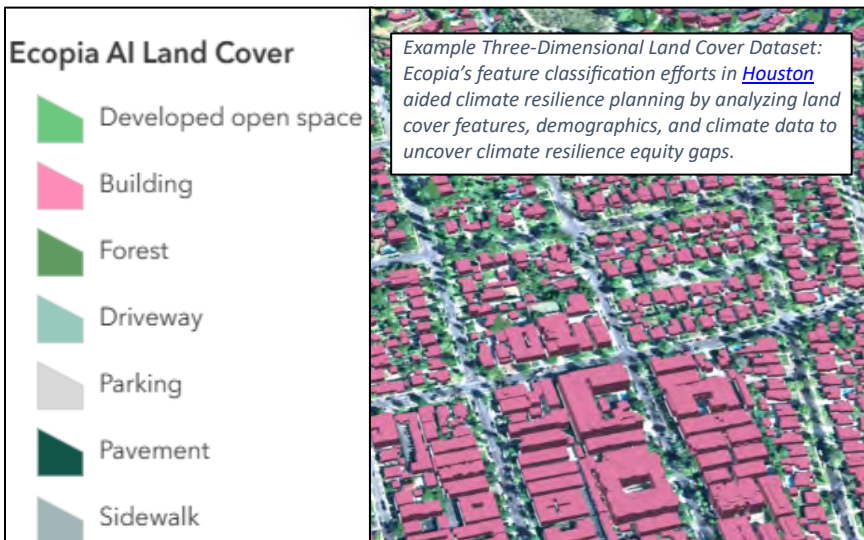 Ecopia AI Land Cover
Developed open space
Building
Forest
Driveway
Parking
Pavement
Sidewalk
Example Three-Dimensional Land Cover Dataset:
Ecopia's feature classification efforts in Houston
aided climate resilience planning by analyzing land
cover features, demographics, and climate data to
uncover climate resilience equity gaps.